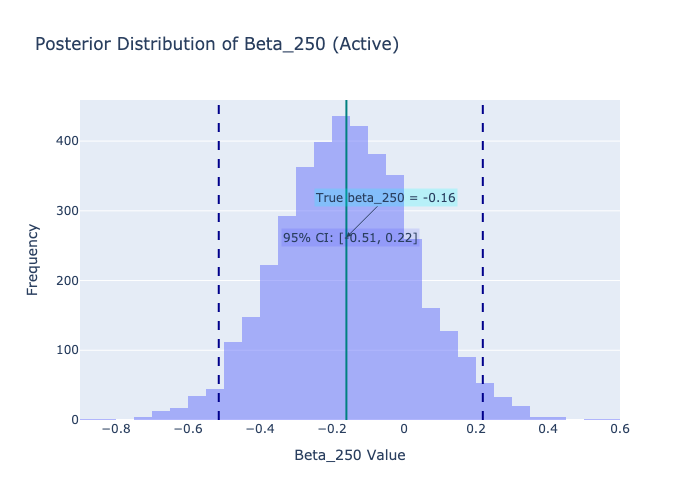 Posterior Distribution of Beta_250 (Active)
400
True beta_250 = -0.16
300
95% CI: [-0.51, 0.22]
200
100
0
−0.8 −0.6 −0.4 −0.2 0 0.2 0.4 0.6
Beta_250 Value
Frequency